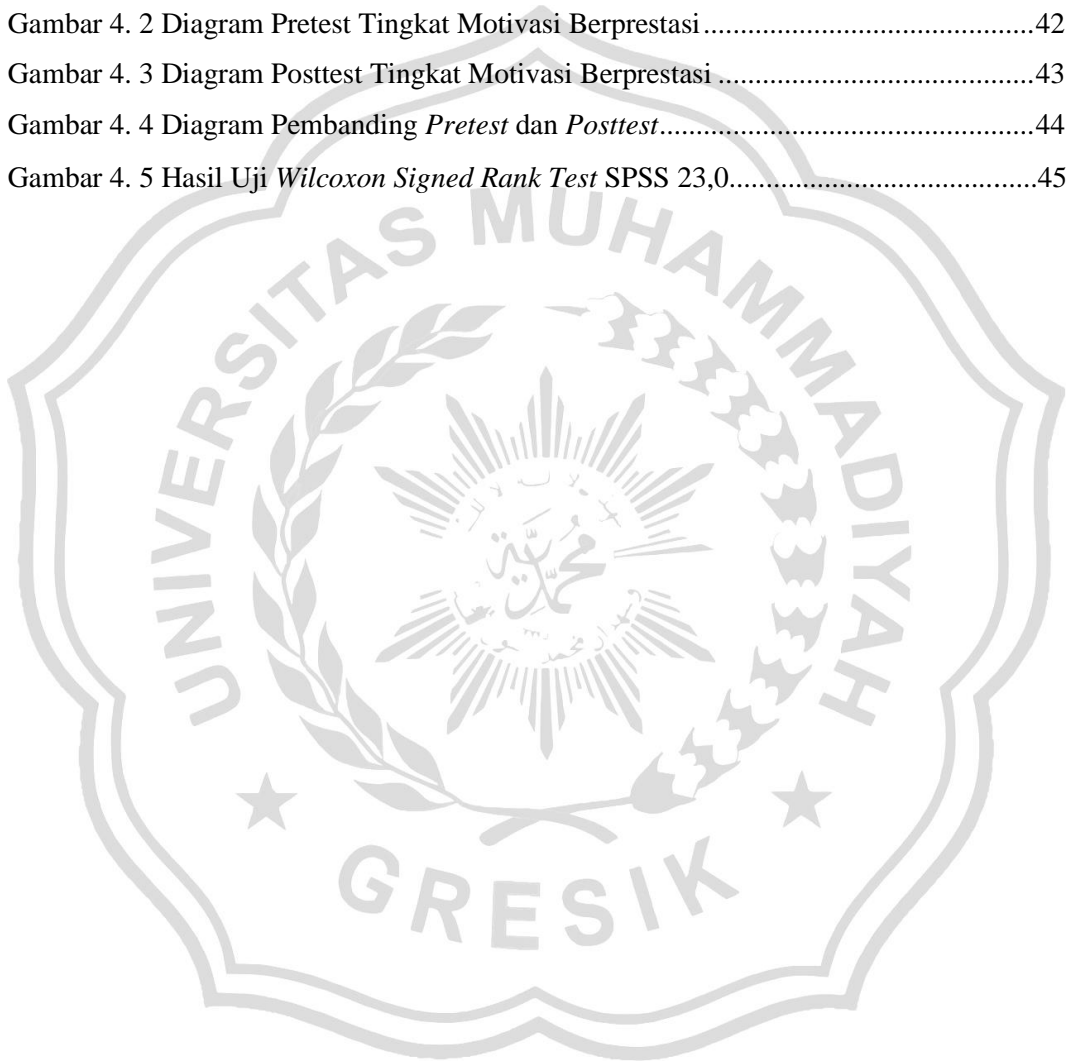 Gambar 4. 2 Diagram Pretest Tingkat Motivasi Berprestasi.............................................42
Gambar 4. 3 Diagram Posttest Tingkat Motivasi Berprestasi ...........................................43
Gambar 4. 4 Diagram Pembanding Pretest dan Posttest...................................................44
Gambar 4. 5 Hasil Uji Wilcoxon Signed Rank Test SPSS 23,0.........................................45
UNIVERSITAS MUHAMMADIYAH
محمدية
GRESIK